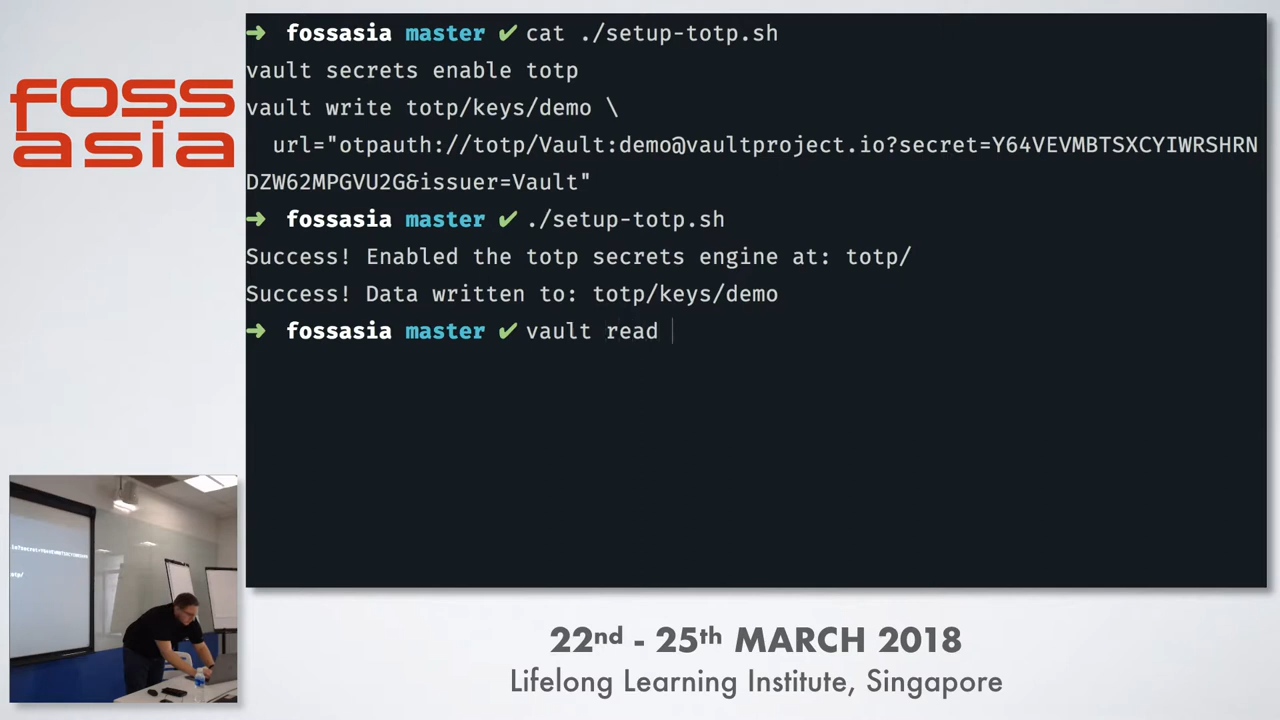 foss
asia
➜ fossasia master ✔ cat ./setup-totp.sh
vault secrets enable totp
vault write totp/keys/demo \
url="otpauth://totp/Vault:demo@vaultproject.io?secret=Y64VEVMBTSXCYIWRSHRN
DZW62MPGVU2G&issuer=Vault"
➜ fossasia master ✔ ./setup-totp.sh
Success! Enabled the totp secrets engine at: totp/
Success! Data written to: totp/keys/demo
➜ fossasia master ✔ vault read
22nd - 25th MARCH 2018
Lifelong Learning Institute, Singapore